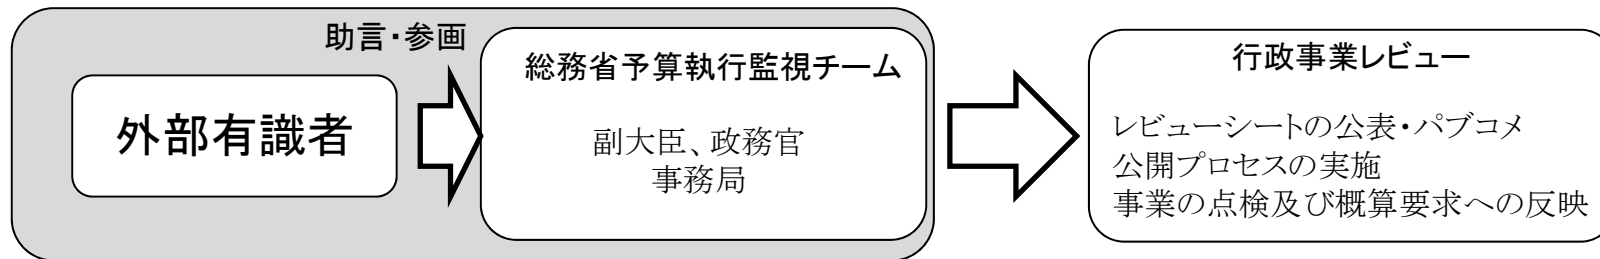 助言・参画
外部有識者
総務省予算執行監視チーム
副大臣、政務官
事務局
行政事業レビュー
レビューシートの公表・パブコメ
公開プロセスの実施
事業の点検及び概算要求への反映